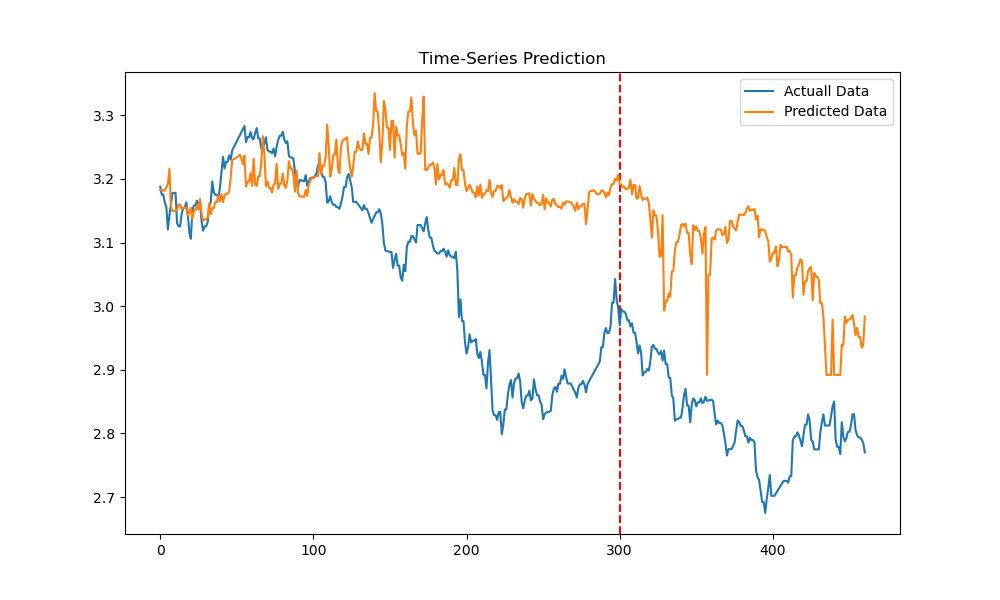 Time-Series Prediction
Actuall Data
Predicted Data
3.3
3.2
3.1
3.0
2.9
2.8
2.7
0 100 200 300 400